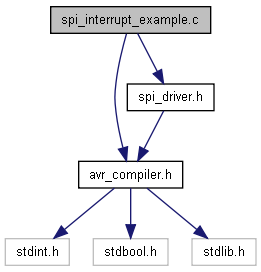 spi_interrupt_example.c
spi_driver.h
avr_compiler.h
stdint.h
stdbool.h
stdlib.h